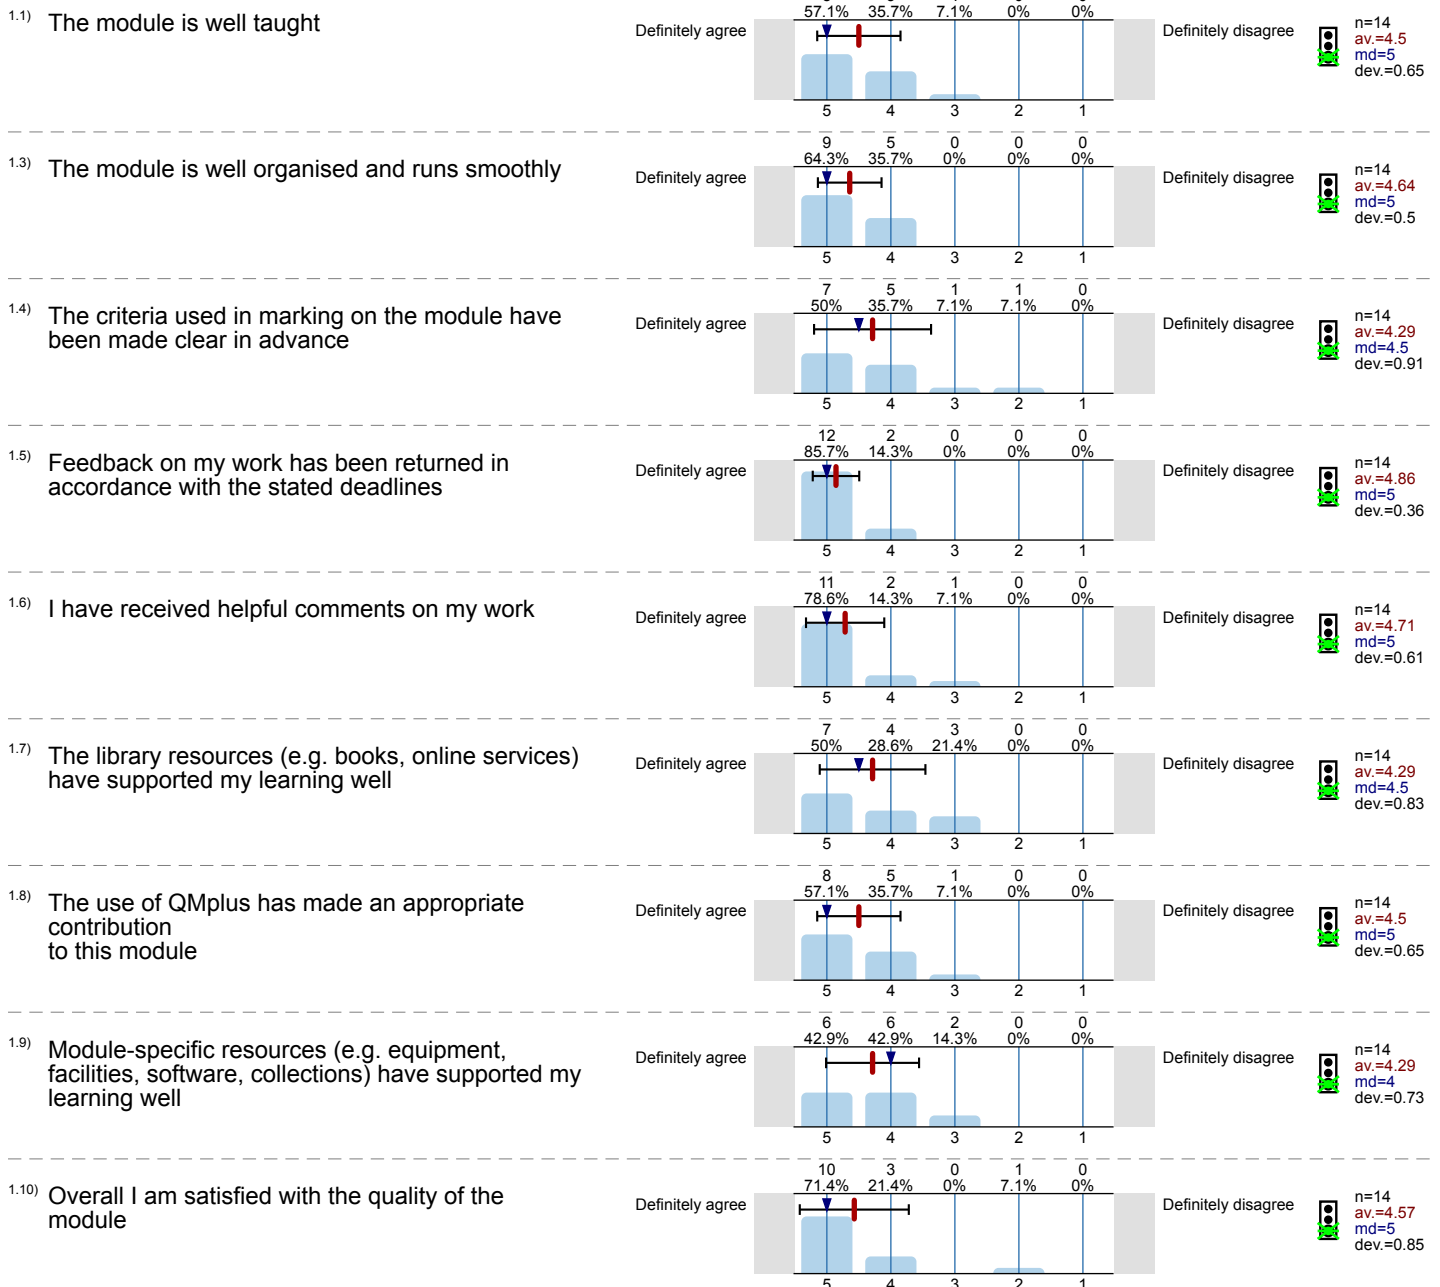 57.1% 35.7% 7.1% 0% 0%
1.1) The module is well taught
Definitely agree
Definitely disagree
n=14
av.=4.5
md=5
dev.=0.65
5 4 3 2 1
9 5 0 0 0
64.3% 35.7% 0% 0% 0%
1.3) The module is well organised and runs smoothly
Definitely agree
Definitely disagree
n=14
av.=4.64
md=5
dev.=0.5
5 4 3 2 1
7 5 1 1 0
50% 35.7% 7.1% 7.1% 0%
1.4) The criteria used in marking on the module have
been made clear in advance
Definitely agree
Definitely disagree
n=14
av.=4.29
md=4.5
dev.=0.91
5 4 3 2 1
12 2 0 0 0
85.7% 14.3% 0% 0% 0%
1.5) Feedback on my work has been returned in
accordance with the stated deadlines
Definitely agree
Definitely disagree
n=14
av.=4.86
md=5
dev.=0.36
5 4 3 2 1
11 2 1 0 0
78.6% 14.3% 7.1% 0% 0%
1.6) I have received helpful comments on my work
Definitely agree
Definitely disagree
n=14
av.=4.71
md=5
dev.=0.61
5 4 3 2 1
7 4 3 0 0
50% 28.6% 21.4% 0% 0%
1.7) The library resources (e.g. books, online services)
have supported my learning well
Definitely agree
Definitely disagree
n=14
av.=4.29
md=4.5
dev.=0.83
5 4 3 2 1
8 5 1 0 0
57.1% 35.7% 7.1% 0% 0%
1.8) The use of QMplus has made an appropriate
contribution
to this module
Definitely agree
Definitely disagree
n=14
av.=4.5
md=5
dev.=0.65
5 4 3 2 1
6 6 2 0 0
42.9% 42.9% 14.3% 0% 0%
1.9) Module-specific resources (e.g. equipment,
facilities, software, collections) have supported my
learning well
Definitely agree
Definitely disagree
n=14
av.=4.29
md=4
dev.=0.73
5 4 3 2 1
10 3 0 1 0
71.4% 21.4% 0% 7.1% 0%
1.10) Overall I am satisfied with the quality of the
module
Definitely agree
Definitely disagree
n=14
av.=4.57
md=5
dev.=0.85
5 4 3 2 1